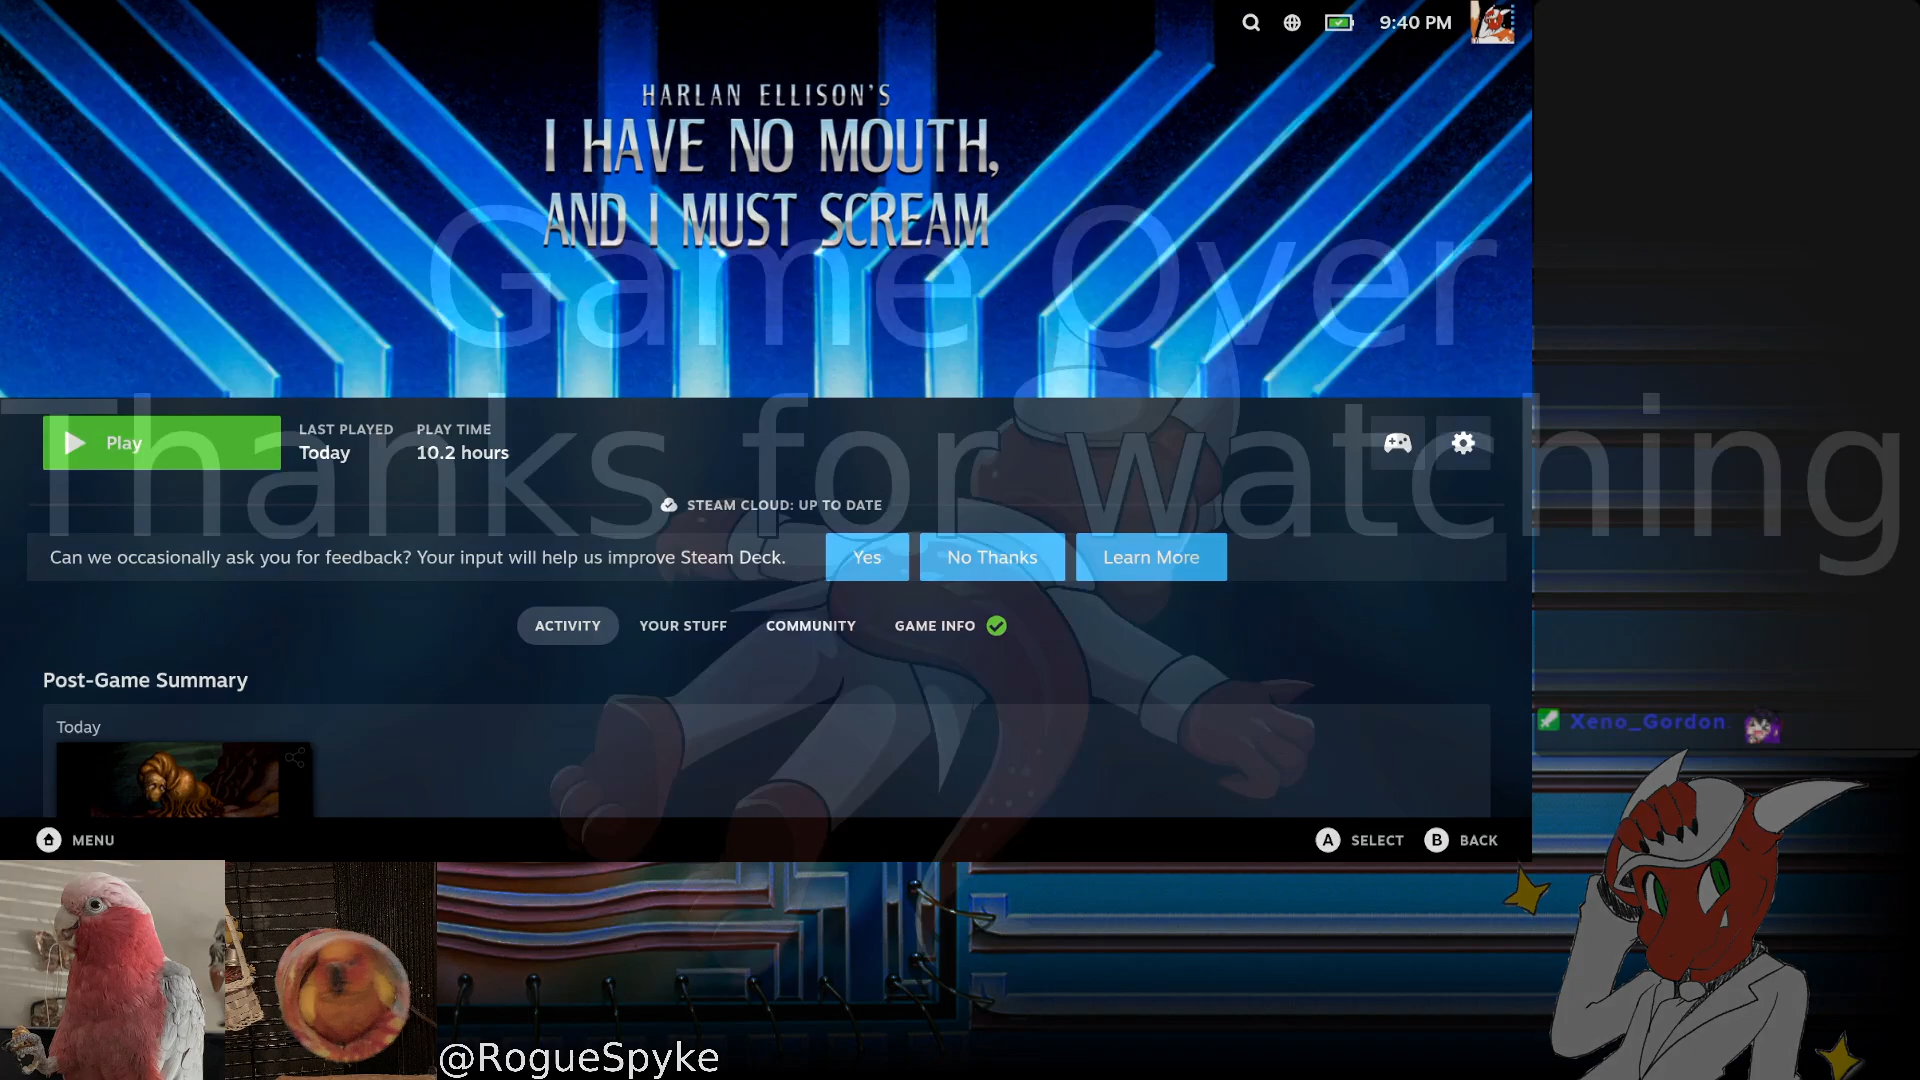 9:40 PM
HARLAN ELLISON'S
I HAVE NO MOUTH,
AND I MUST SCREAM
Game Over
Thanks for watching
Play
LAST PLAYED
Today
PLAY TIME
10.2 hours
STEAM CLOUD: UP TO DATE
Can we occasionally ask you for feedback? Your input will help us improve Steam Deck.
Yes
No Thanks
Learn More
ACTIVITY
YOUR STUFF
COMMUNITY
GAME INFO
Post-Game Summary
Today
Xeno_Gordon:
MENU
A SELECT
B BACK
@RogueSpyke